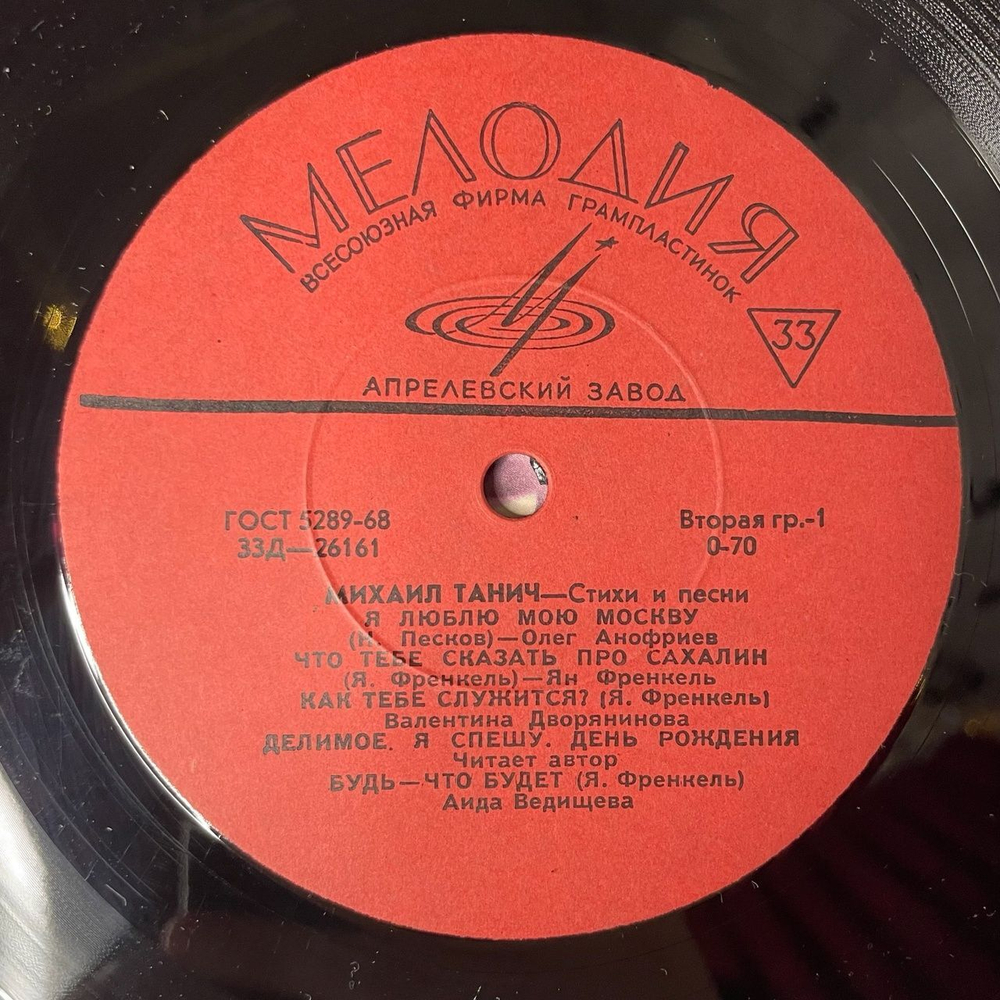 МЕЛОДИЯ
ВСЕСОЮЗНАЯ ФИРМА ГРАМПЛАСТИНОК
33
АПРЕЛЕВСКИЙ ЗАВОД
ГОСТ 5289-68
Вторая гр.-1
33Д—26161
0-70
МИХАИЛ ТАНИЧ—Стихи и песни
Я ЛЮБЛЮ МОЮ МОСКВУ
(Н. Песков)—Олег Анофриев
ЧТО ТЕБЕ СКАЗАТЬ ПРО САХАЛИН
(Я. Френкель)—Ян Френкель
КАК ТЕБЕ СЛУЖИТСЯ? (Я. Френкель)
Валентина Дворянинова
ДЕЛИМОЕ. Я СПЕШУ. ДЕНЬ РОЖДЕНИЯ
Читает автор
БУДЬ—ЧТО БУДЕТ (Я. Френкель)
Аида Ведищева